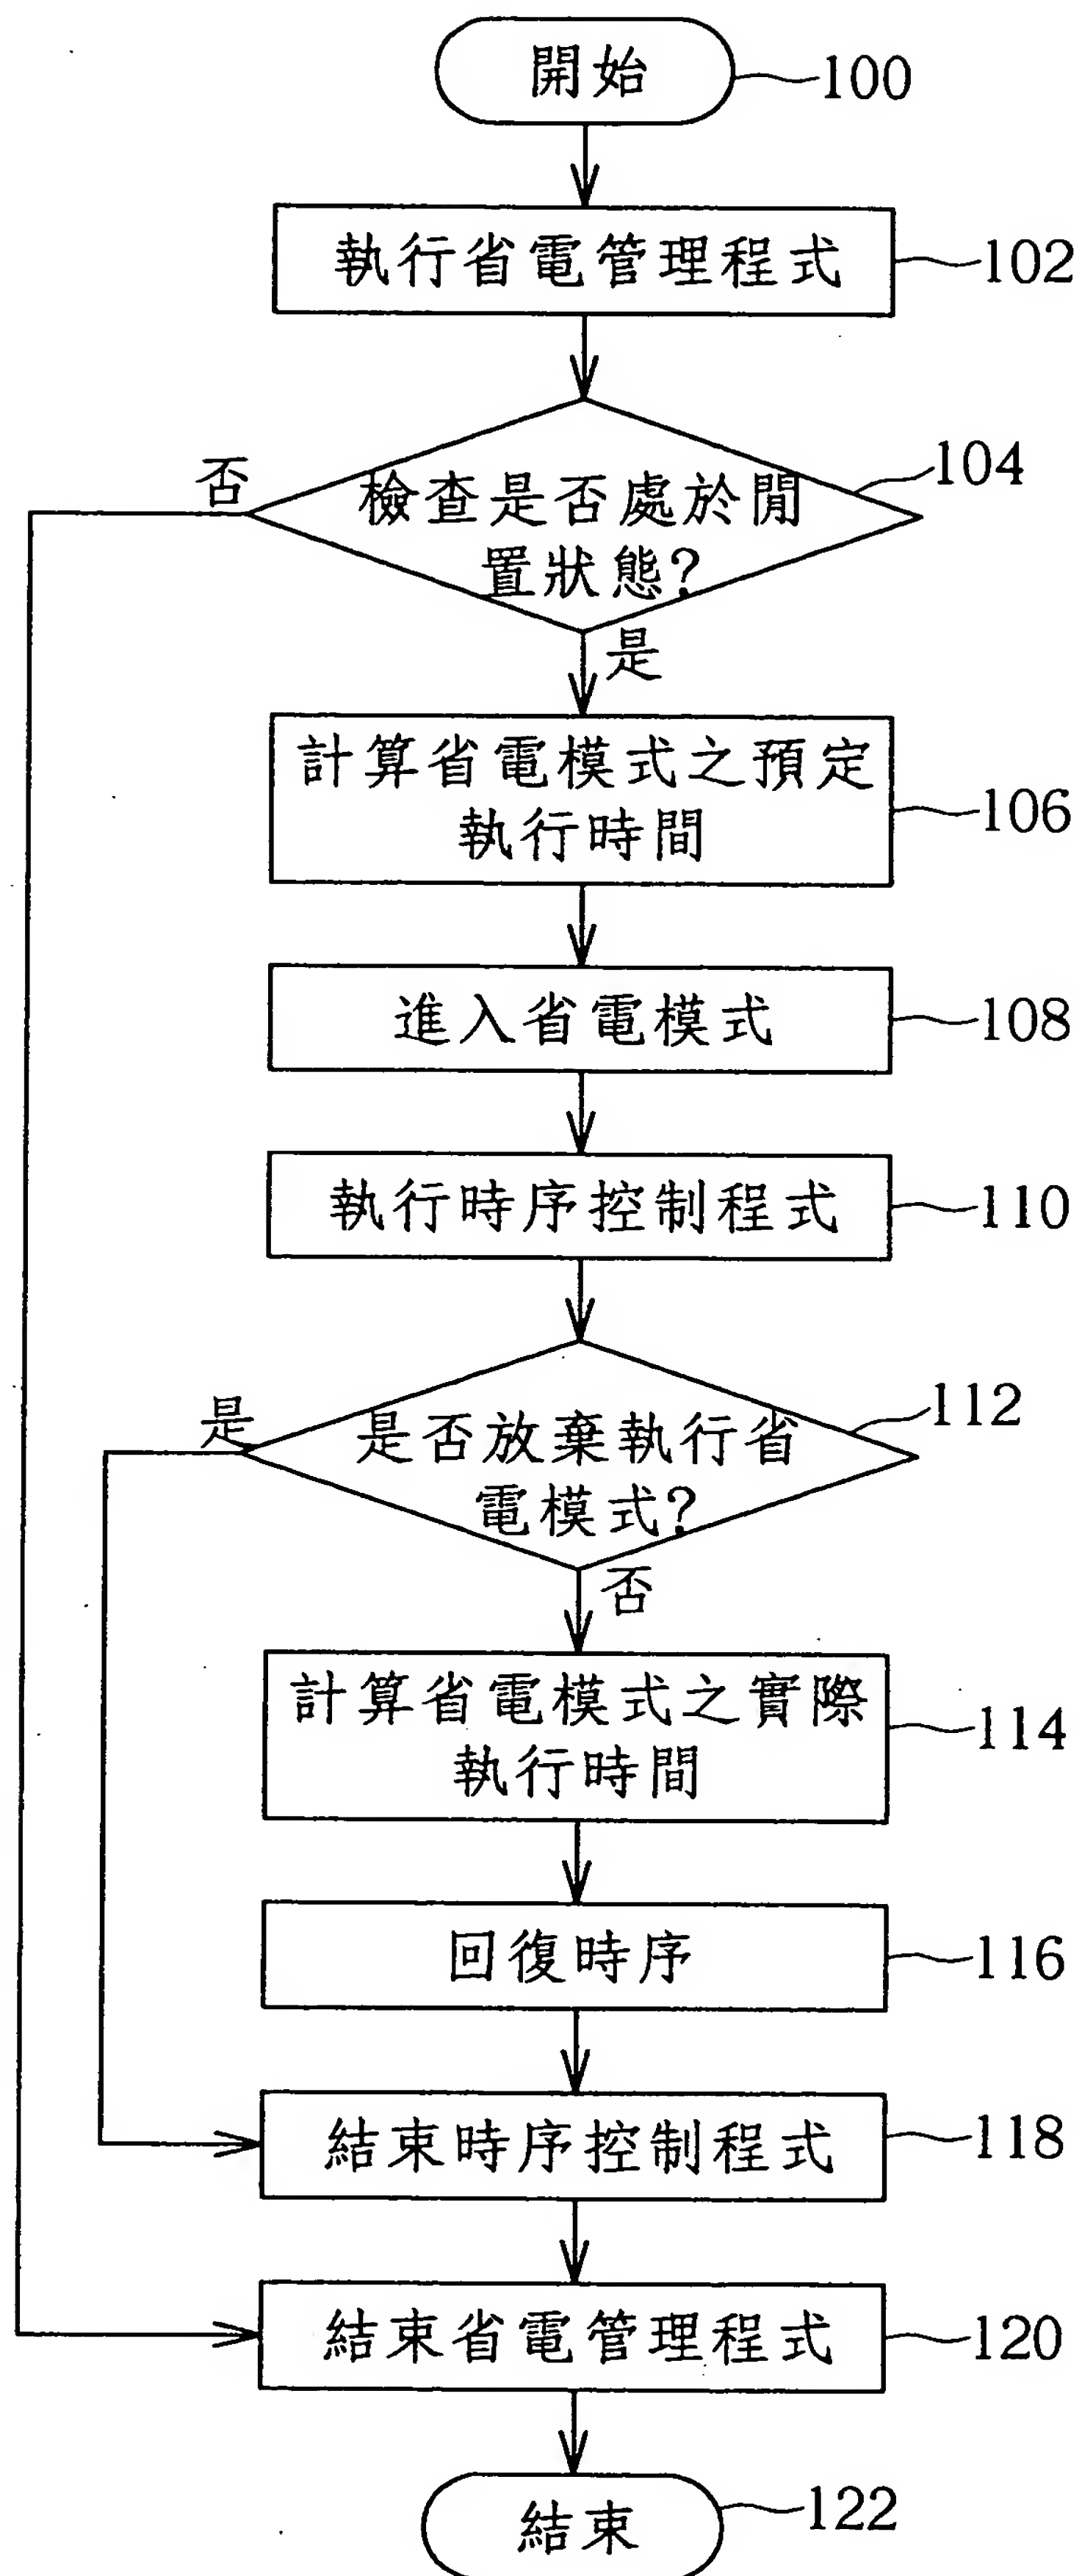 開始
100
執行省電管理程式
102
104
否
檢查是否處於閒
置狀態?
是
計算省電模式之預定
執行時間
106
進入省電模式
108
執行時序控制程式
110
112
是
是否放棄執行省
電模式?
否
計算省電模式之實際
執行時間
114
回復時序
116
結束時序控制程式
118
結束省電管理程式
120
結束
122